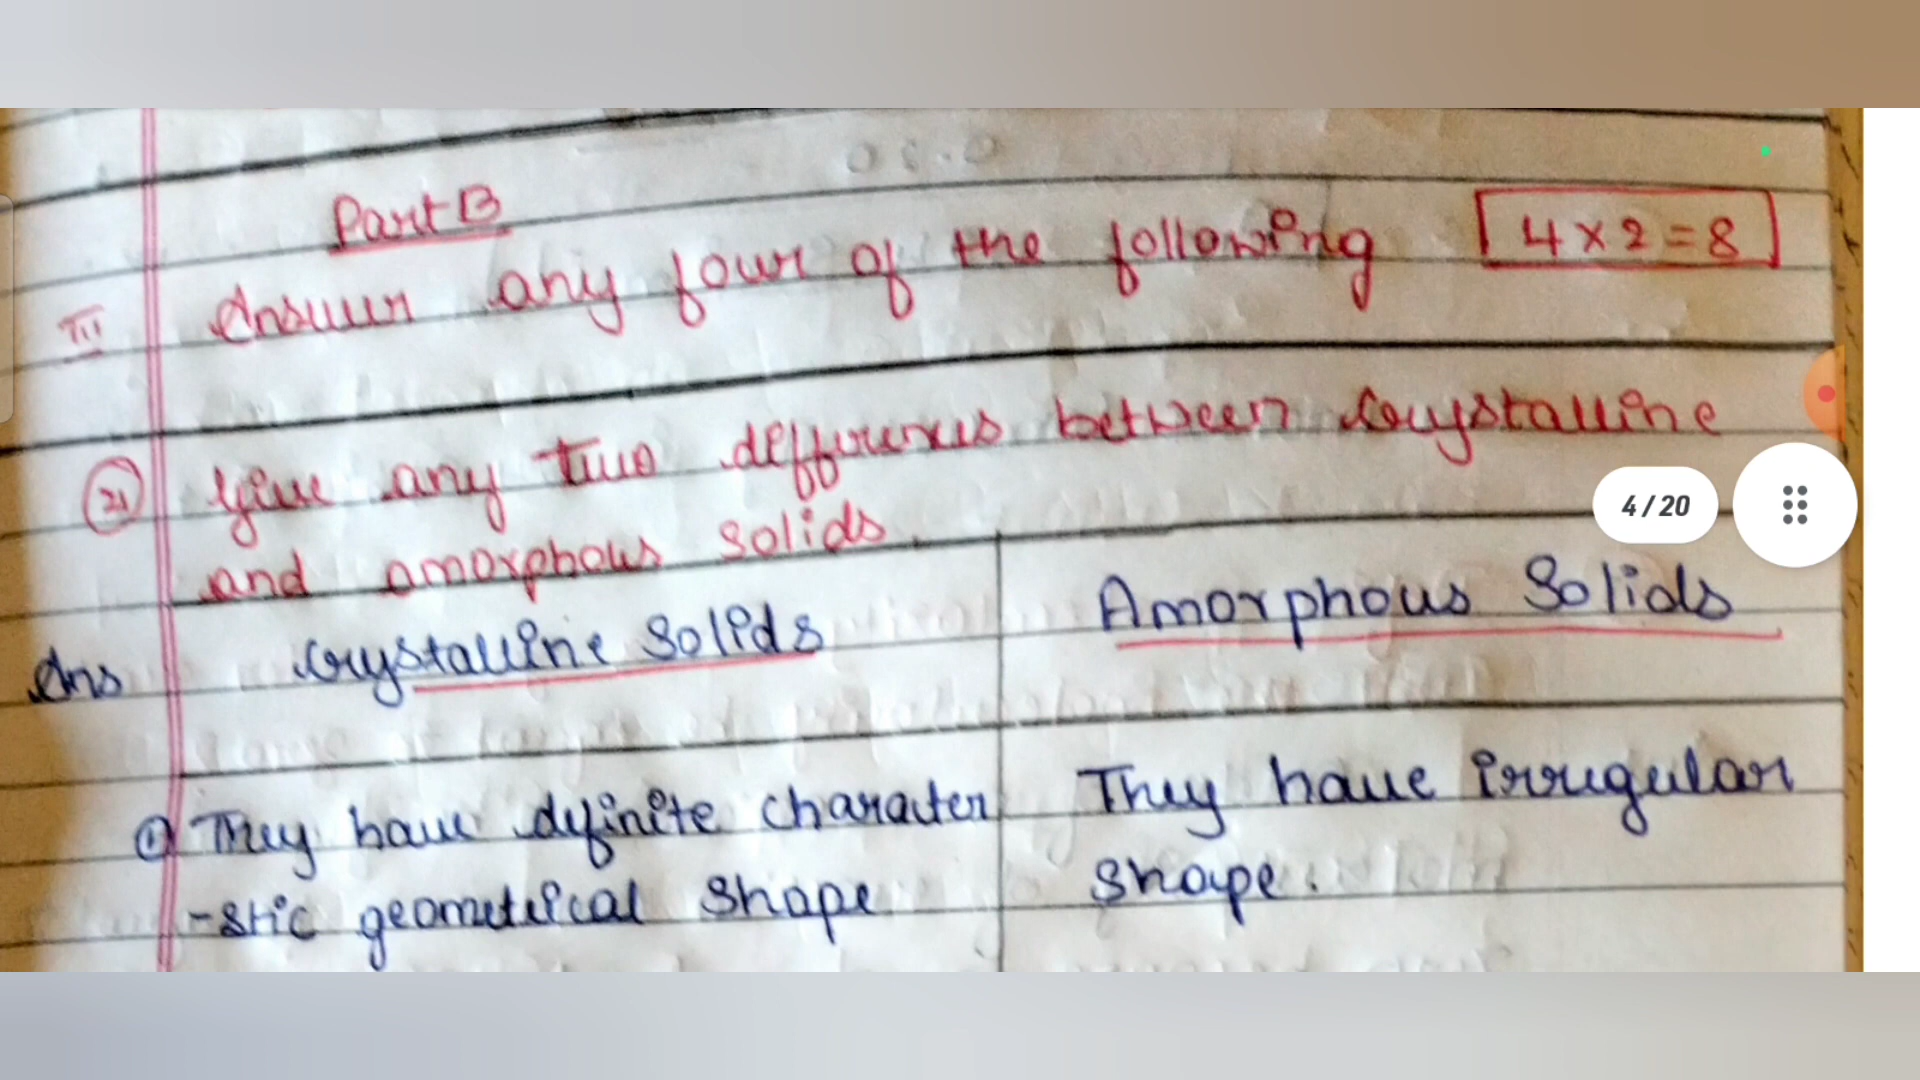 Part B
III Answer any four of the following 4 x 2 = 8
21 Give any two differences between crystalline
and amorphous solids.
Ans Crystalline Solids Amorphous Solids
① They have definite character They have irregular
-stic geometrical shape shape.
4 / 20